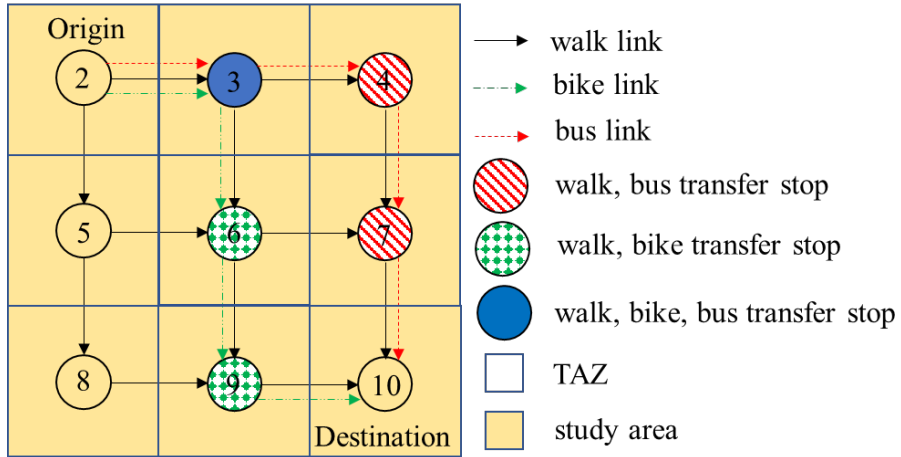 Origin
2
3
4
5
6
7
8
9
10
Destination
walk link
bike link
bus link
walk, bus transfer stop
walk, bike transfer stop
walk, bike, bus transfer stop
TAZ
study area